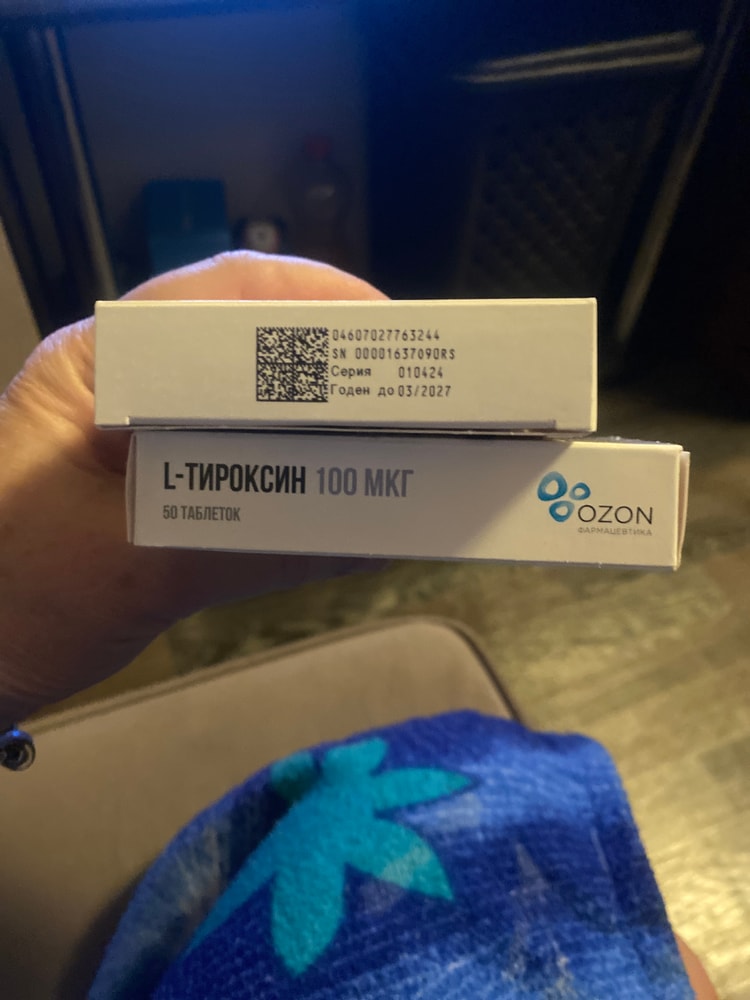 04607027763244
SN 00001637090RS
Серия 010424
Годен до 03/2027
L-ТИРОКСИН 100 МКГ
50 ТАБЛЕТОК
OZON
ФАРМАЦЕВТИКА